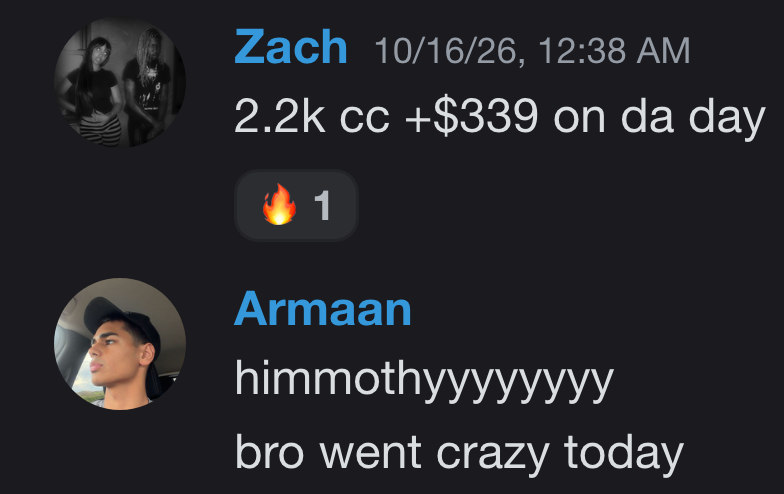 Zach 10/16/26, 12:38 AM
2.2k cc +$339 on da day
🔥 1
Armaan
himmothyyyyyyyy
bro went crazy today